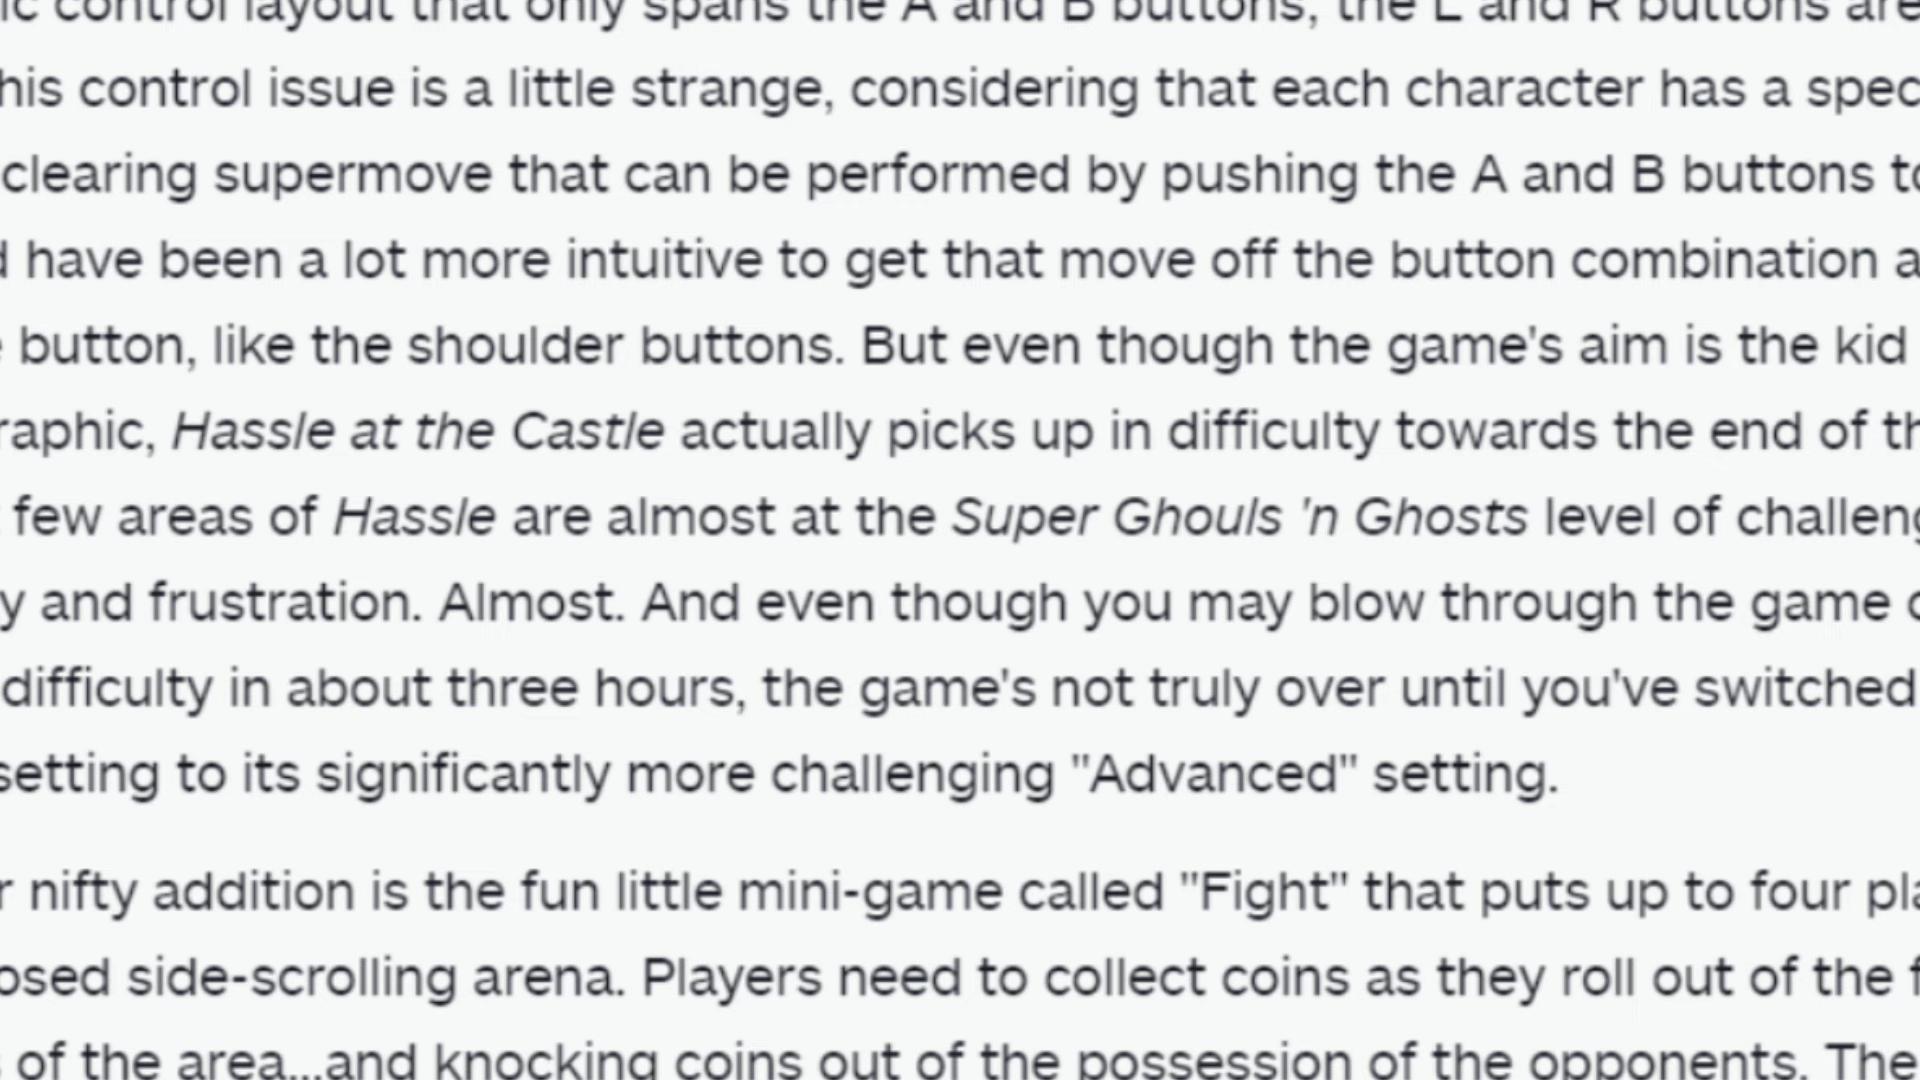 ic control layout that only spans the A and B buttons, the L and R buttons are
his control issue is a little strange, considering that each character has a spec
clearing supermove that can be performed by pushing the A and B buttons to
d have been a lot more intuitive to get that move off the button combination a
e button, like the shoulder buttons. But even though the game's aim is the kid
raphic, Hassle at the Castle actually picks up in difficulty towards the end of th
few areas of Hassle are almost at the Super Ghouls 'n Ghosts level of challeng
y and frustration. Almost. And even though you may blow through the game o
difficulty in about three hours, the game's not truly over until you've switched
setting to its significantly more challenging "Advanced" setting.
r nifty addition is the fun little mini-game called "Fight" that puts up to four pla
osed side-scrolling arena. Players need to collect coins as they roll out of the f
of the area...and knocking coins out of the possession of the opponents. The